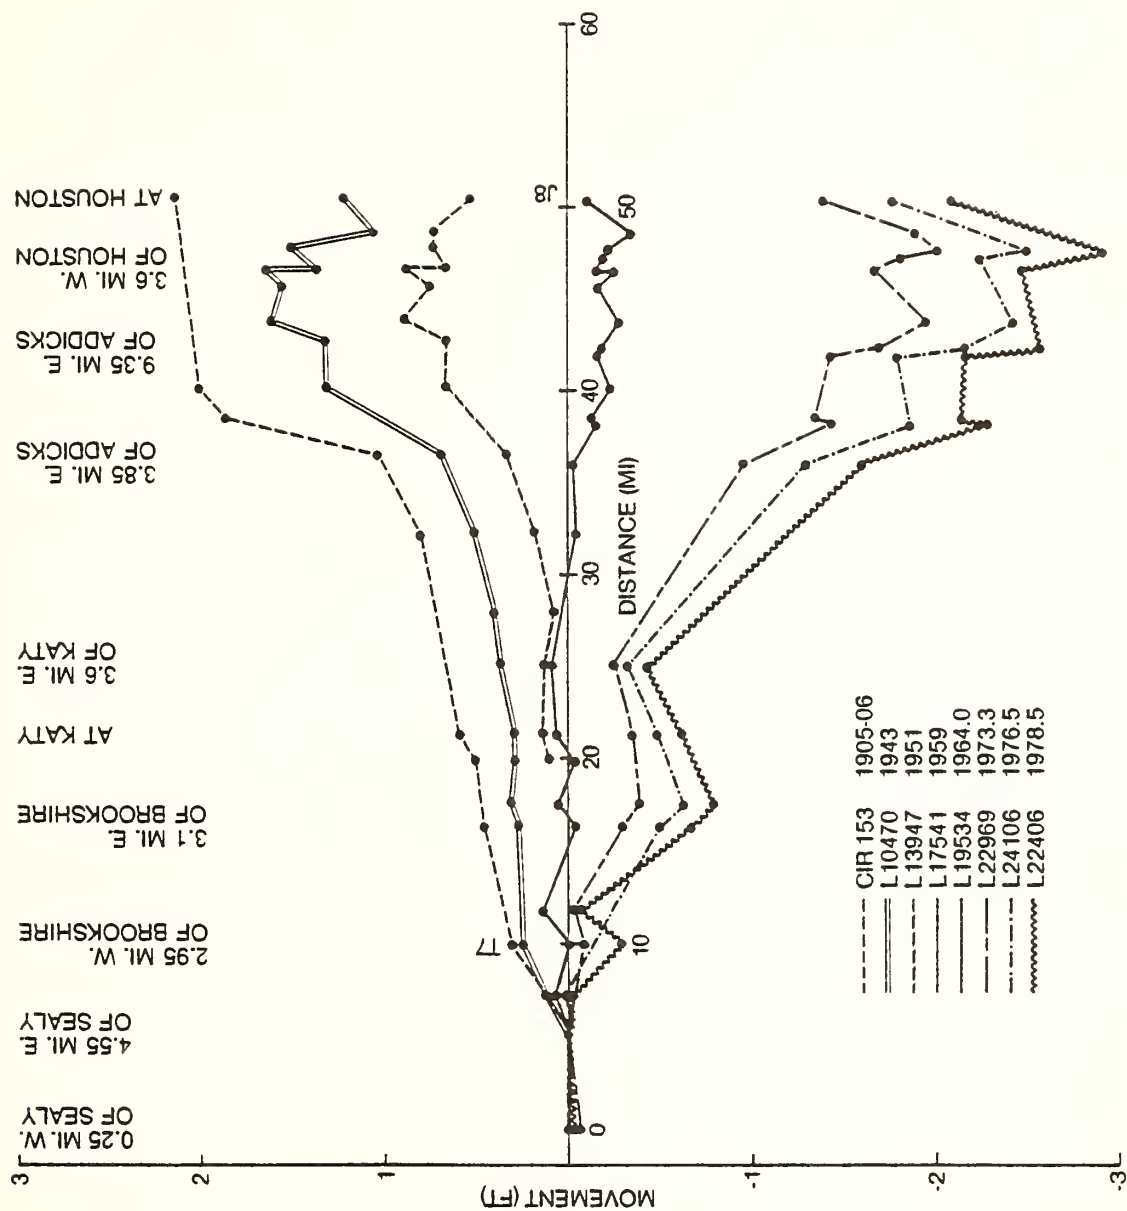 0.25 MI. W.
OF SEALY
4.55 MI. E.
OF SEALY
2.95 MI. W.
OF BROOKSHIRE
3.1 MI. E.
OF BROOKSHIRE
AT KATY
3.6 MI. E.
OF KATY
3.85 MI. E.
OF ADDICKS
9.35 MI. E.
OF ADDICKS
3.6 MI. W.
OF HOUSTON
AT HOUSTON
3
2
1
0
-1
-2
-3
MOVEMENT (FT)
T7
J8
0
10
20
30
40
50
60
DISTANCE (MI)
CIR 153 1905-06
L10470 1943
L13947 1951
L17541 1959
L19534 1964.0
L22969 1973.3
L24106 1976.5
L22406 1978.5